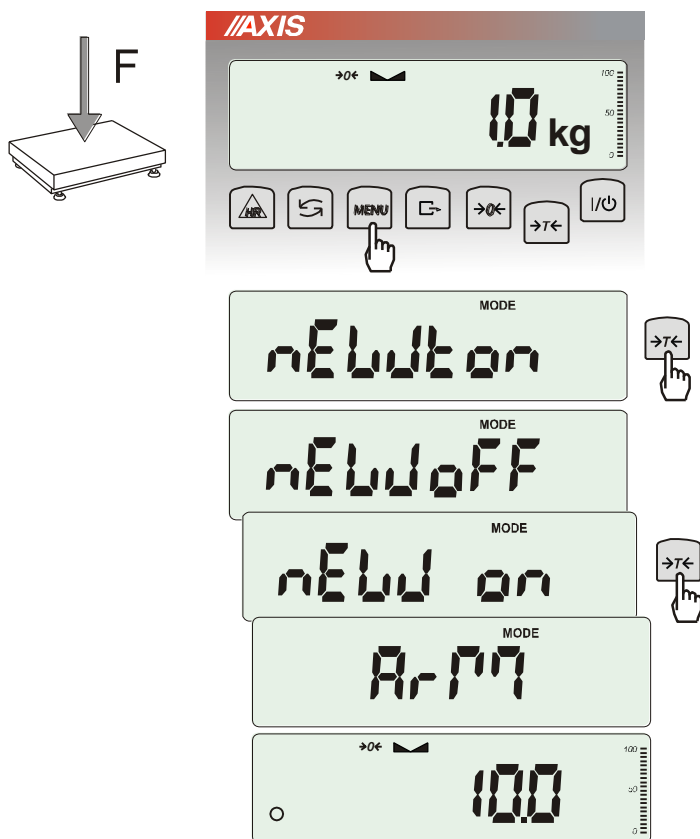 F
//AXIS
→0←
1.0 kg
100
50
0
HR
MENU
→0←
→T←
I/⏻
MODE
nEWton
→T←
MODE
nEWoFF
MODE
nEW on
→T←
MODE
ArM
→0←
10.0
100
50
0